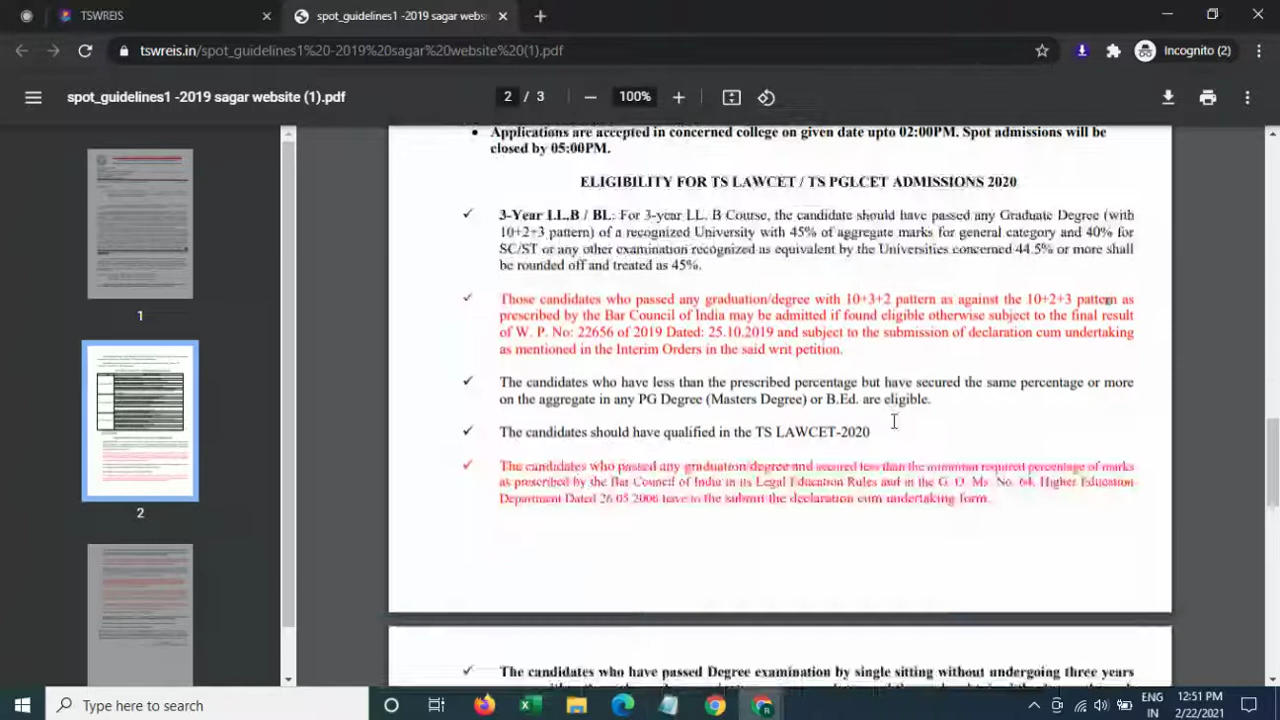 TSWREIS
spot_guidelines1 -2019 sagar webs
tswreis.in/spot_guidelines1%20-2019%20sagar%20website%20(1).pdf
Incognito (2)
spot_guidelines1 -2019 sagar website (1).pdf
2 / 3
100%
1
2
• Applications are accepted in concerned college on given date upto 02:00PM. Spot admissions will be
closed by 05:00PM.
ELIGIBILITY FOR TS LAWCET / TS PGLCET ADMISSIONS 2020
✓ 3-Year LL.B / BL: For 3-year LL. B Course, the candidate should have passed any Graduate Degree (with
10+2+3 pattern) of a recognized University with 45% of aggregate marks for general category and 40% for
SC/ST or any other examination recognized as equivalent by the Universities concerned 44.5% or more shall
be rounded off and treated as 45%.
✓ Those candidates who passed any graduation/degree with 10+3+2 pattern as against the 10+2+3 pattern as
prescribed by the Bar Council of India may be admitted if found eligible otherwise subject to the final result
of W. P. No: 22656 of 2019 Dated: 25.10.2019 and subject to the submission of declaration cum undertaking
as mentioned in the Interim Orders in the said writ petition.
✓ The candidates who have less than the prescribed percentage but have secured the same percentage or more
on the aggregate in any PG Degree (Masters Degree) or B.Ed. are eligible.
✓ The candidates should have qualified in the TS LAWCET-2020
✓ The candidates who passed any graduation/degree and secured less than the minimum required percentage of marks
as prescribed by the Bar Council of India in its Legal Education Rules and in the G. O. Ms. No. 64, Higher Education
Department Dated 26.05.2006 have to the submit the declaration cum undertaking form.
✓ The candidates who have passed Degree examination by single sitting without undergoing three years
Type here to search
ENG
IN
12:51 PM
2/22/2021